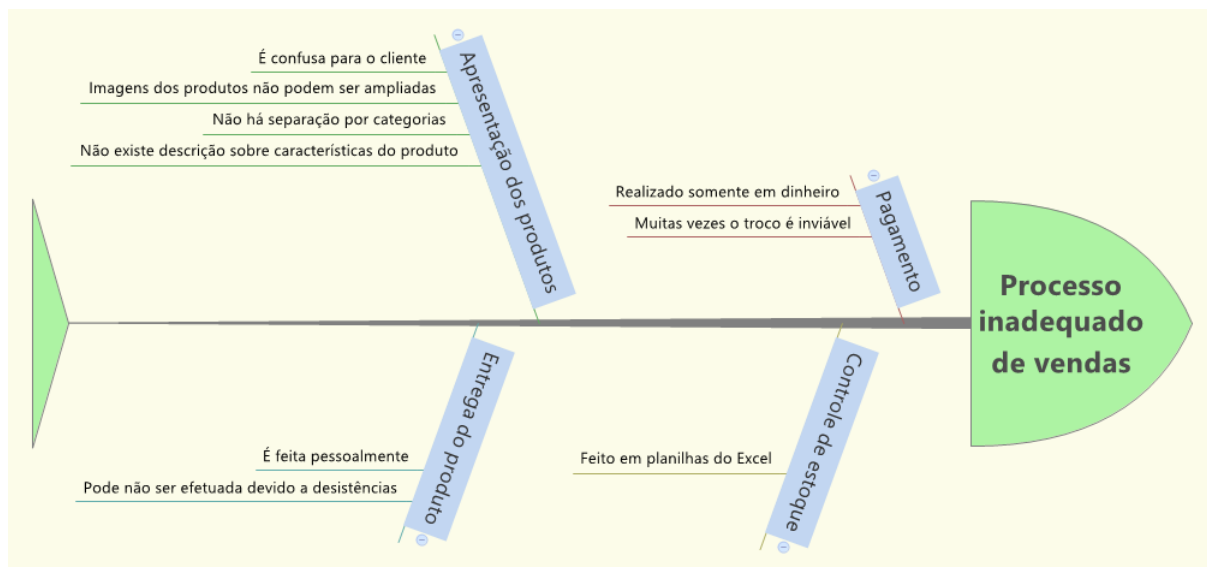 Apresentação dos produtos
É confusa para o cliente
Imagens dos produtos não podem ser ampliadas
Não há separação por categorias
Não existe descrição sobre características do produto
Pagamento
Realizado somente em dinheiro
Muitas vezes o troco é inviável
Processo
inadequado
de vendas
Entrega do produto
É feita pessoalmente
Pode não ser efetuada devido a desistências
Controle de estoque
Feito em planilhas do Excel